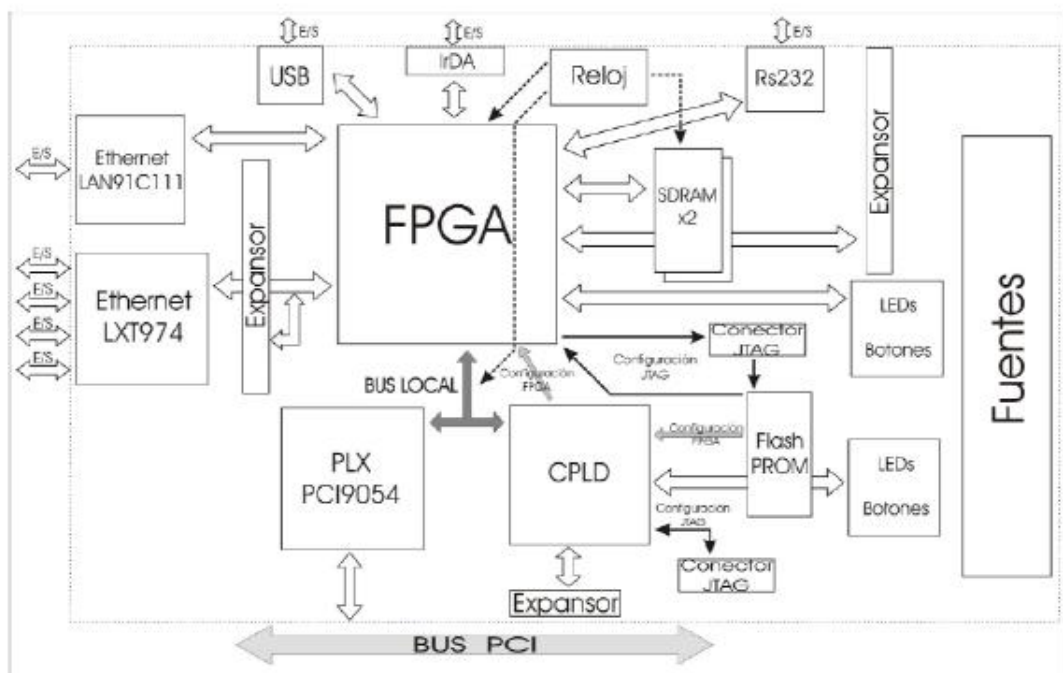 E/S
E/S
E/S
USB
IrDA
Reloj
Rs232
Expansor
Ethernet
LAN91C111
E/S
FPGA
SDRAM
x2
Expansor
E/S
E/S
E/S
E/S
Ethernet
LXT974
LEDs
Botones
Fuentes
Conector
JTAG
Configuración
JTAG
BUS LOCAL
Configuración
FPGA
PLX
PCI9054
CPLD
Configuración
FPGA
Flash
PROM
LEDs
Botones
Configuración
JTAG
Conector
JTAG
Expansor
BUS PCI